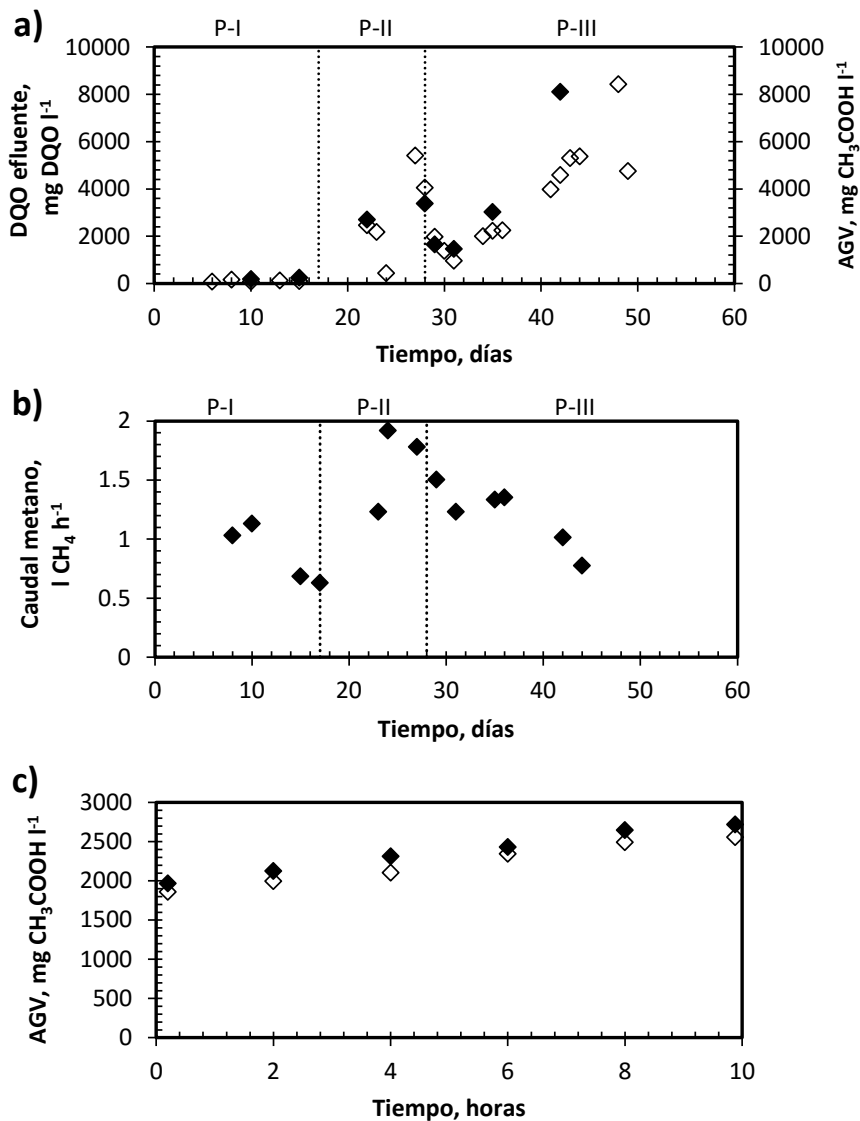 a)
P-I P-II P-III
10000 10000
8000 8000
6000 6000
4000 4000
2000 2000
0 0
DQO efluente,
mg DQO l-1
AGV, mg CH3COOH l-1
0 10 20 30 40 50 60
Tiempo, días
b)
P-I P-II P-III
2
1.5
1
0.5
0
Caudal metano,
l CH4 h-1
0 10 20 30 40 50 60
Tiempo, días
c)
3000
2500
2000
1500
1000
500
0
AGV, mg CH3COOH l-1
0 2 4 6 8 10
Tiempo, horas